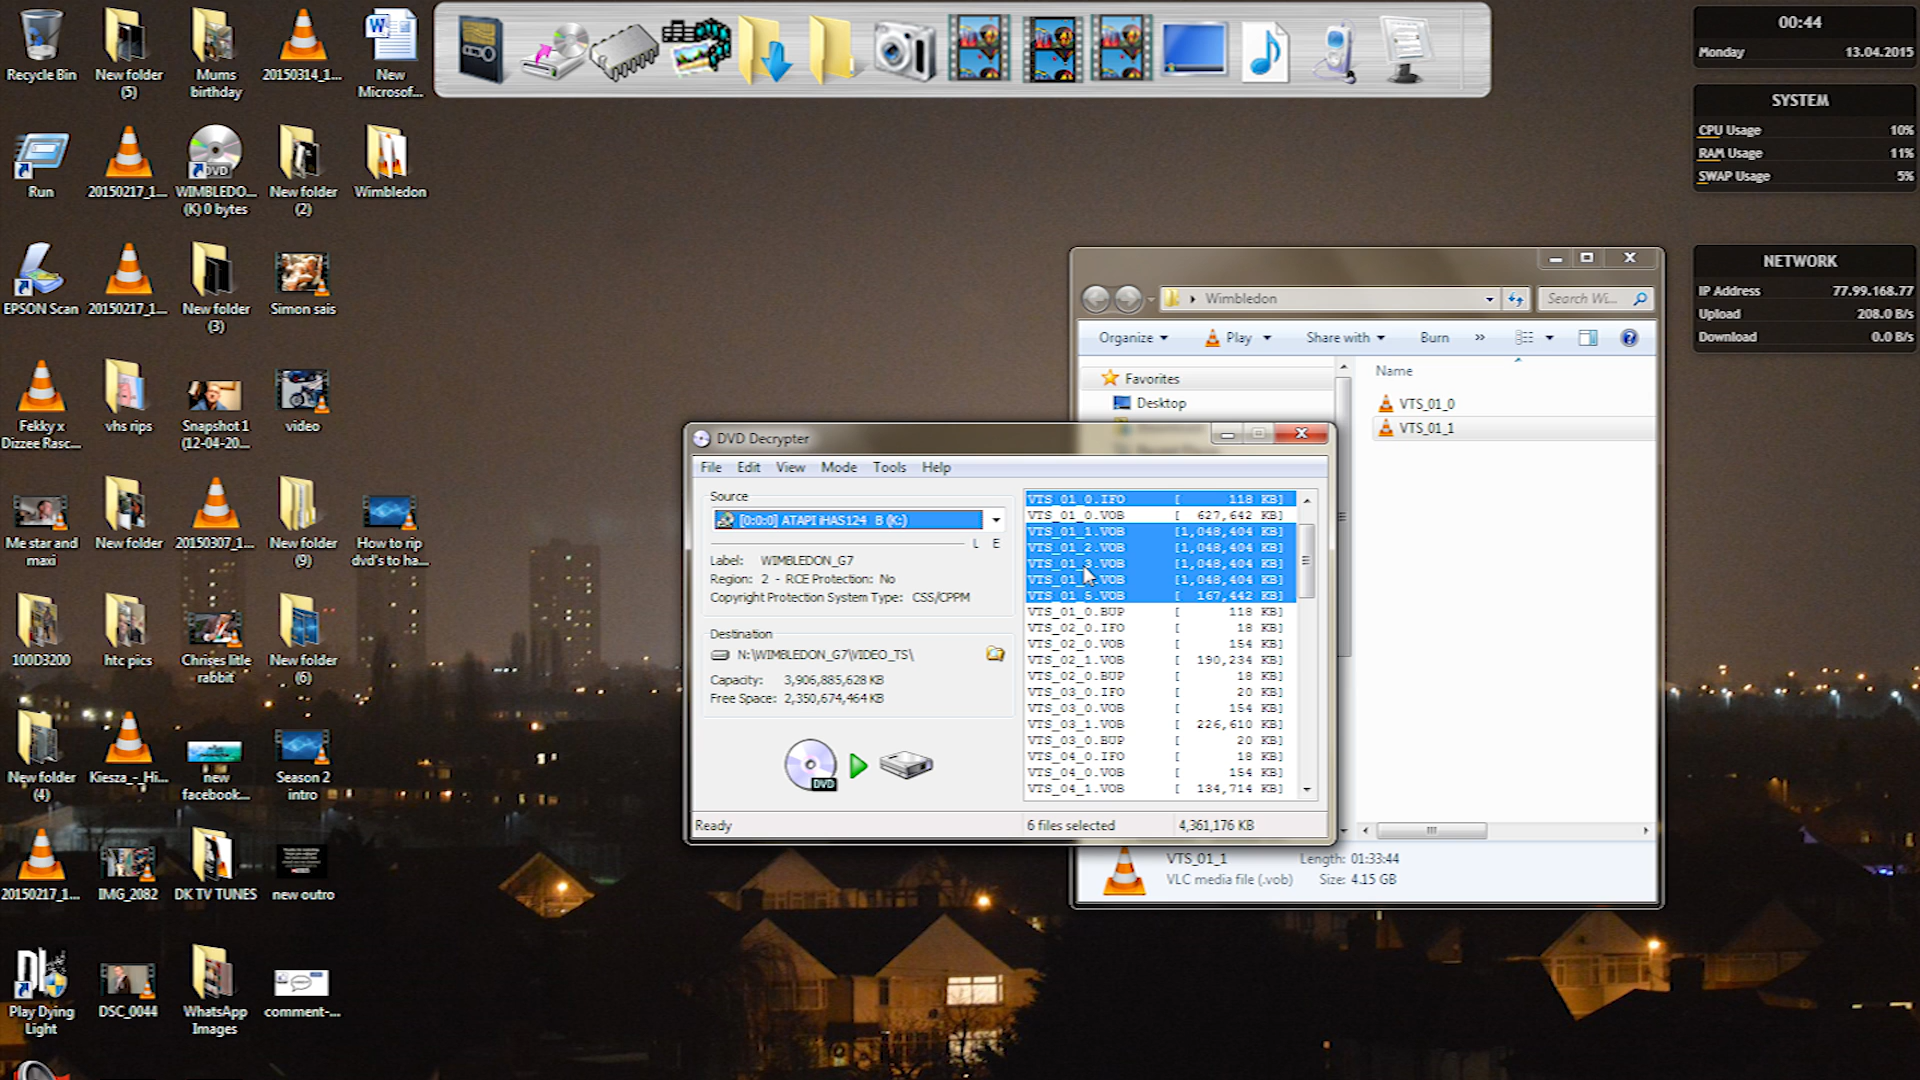 Recycle Bin
New folder (5)
Mums birthday
20150314_1...
New Microsof...
Run
20150217_1...
WIMBLEDO... (K) 0 bytes
New folder (2)
Wimbledon
EPSON Scan
20150217_1...
New folder (3)
Simon sais
Fekky x Dizzee Rasc...
vhs rips
Snapshot 1 (12-04-20...
video
Me star and maxi
New folder
20150307_1...
New folder (9)
How to rip dvd's to ha...
100D3200
htc pics
Chrises litle rabbit
New folder (6)
New folder (4)
Kiesza_-_Hi...
new facebook...
Season 2 intro
20150217_1...
IMG_2082
DK TV TUNES
new outro
Play Dying Light
DSC_0044
WhatsApp Images
comment-...
00:44
Monday 13.04.2015
SYSTEM
CPU Usage 10%
RAM Usage 11%
SWAP Usage 5%
NETWORK
IP Address 77.99.168.77
Upload 208.0 B/s
Download 0.0 B/s
Wimbledon
Search Wi...
Organize Play Share with Burn »
Favorites
Desktop
Name
VTS_01_0
VTS_01_1
VTS_01_1 Length: 01:33:44
VLC media file (.vob) Size: 4.15 GB
DVD Decrypter
File Edit View Mode Tools Help
Source
[0:0:0] ATAPI iHAS124 B (K:)
L E
Label: WIMBLEDON_G7
Region: 2 - RCE Protection: No
Copyright Protection System Type: CSS/CPPM
Destination
N:\WIMBLEDON_G7\VIDEO_TS\
Capacity: 3,906,885,628 KB
Free Space: 2,350,674,464 KB
DVD
VTS_01_0.IFO [ 118 KB]
VTS_01_0.VOB [ 627,642 KB]
VTS_01_1.VOB [1,048,404 KB]
VTS_01_2.VOB [1,048,404 KB]
VTS_01_3.VOB [1,048,404 KB]
VTS_01_ .VOB [1,048,404 KB]
VTS_01_5.VOB [ 167,442 KB]
VTS_01_0.BUP [ 118 KB]
VTS_02_0.IFO [ 18 KB]
VTS_02_0.VOB [ 154 KB]
VTS_02_1.VOB [ 190,234 KB]
VTS_02_0.BUP [ 18 KB]
VTS_03_0.IFO [ 20 KB]
VTS_03_0.VOB [ 154 KB]
VTS_03_1.VOB [ 226,610 KB]
VTS_03_0.BUP [ 20 KB]
VTS_04_0.IFO [ 18 KB]
VTS_04_0.VOB [ 154 KB]
VTS_04_1.VOB [ 134,714 KB]
Ready
6 files selected
4,361,176 KB